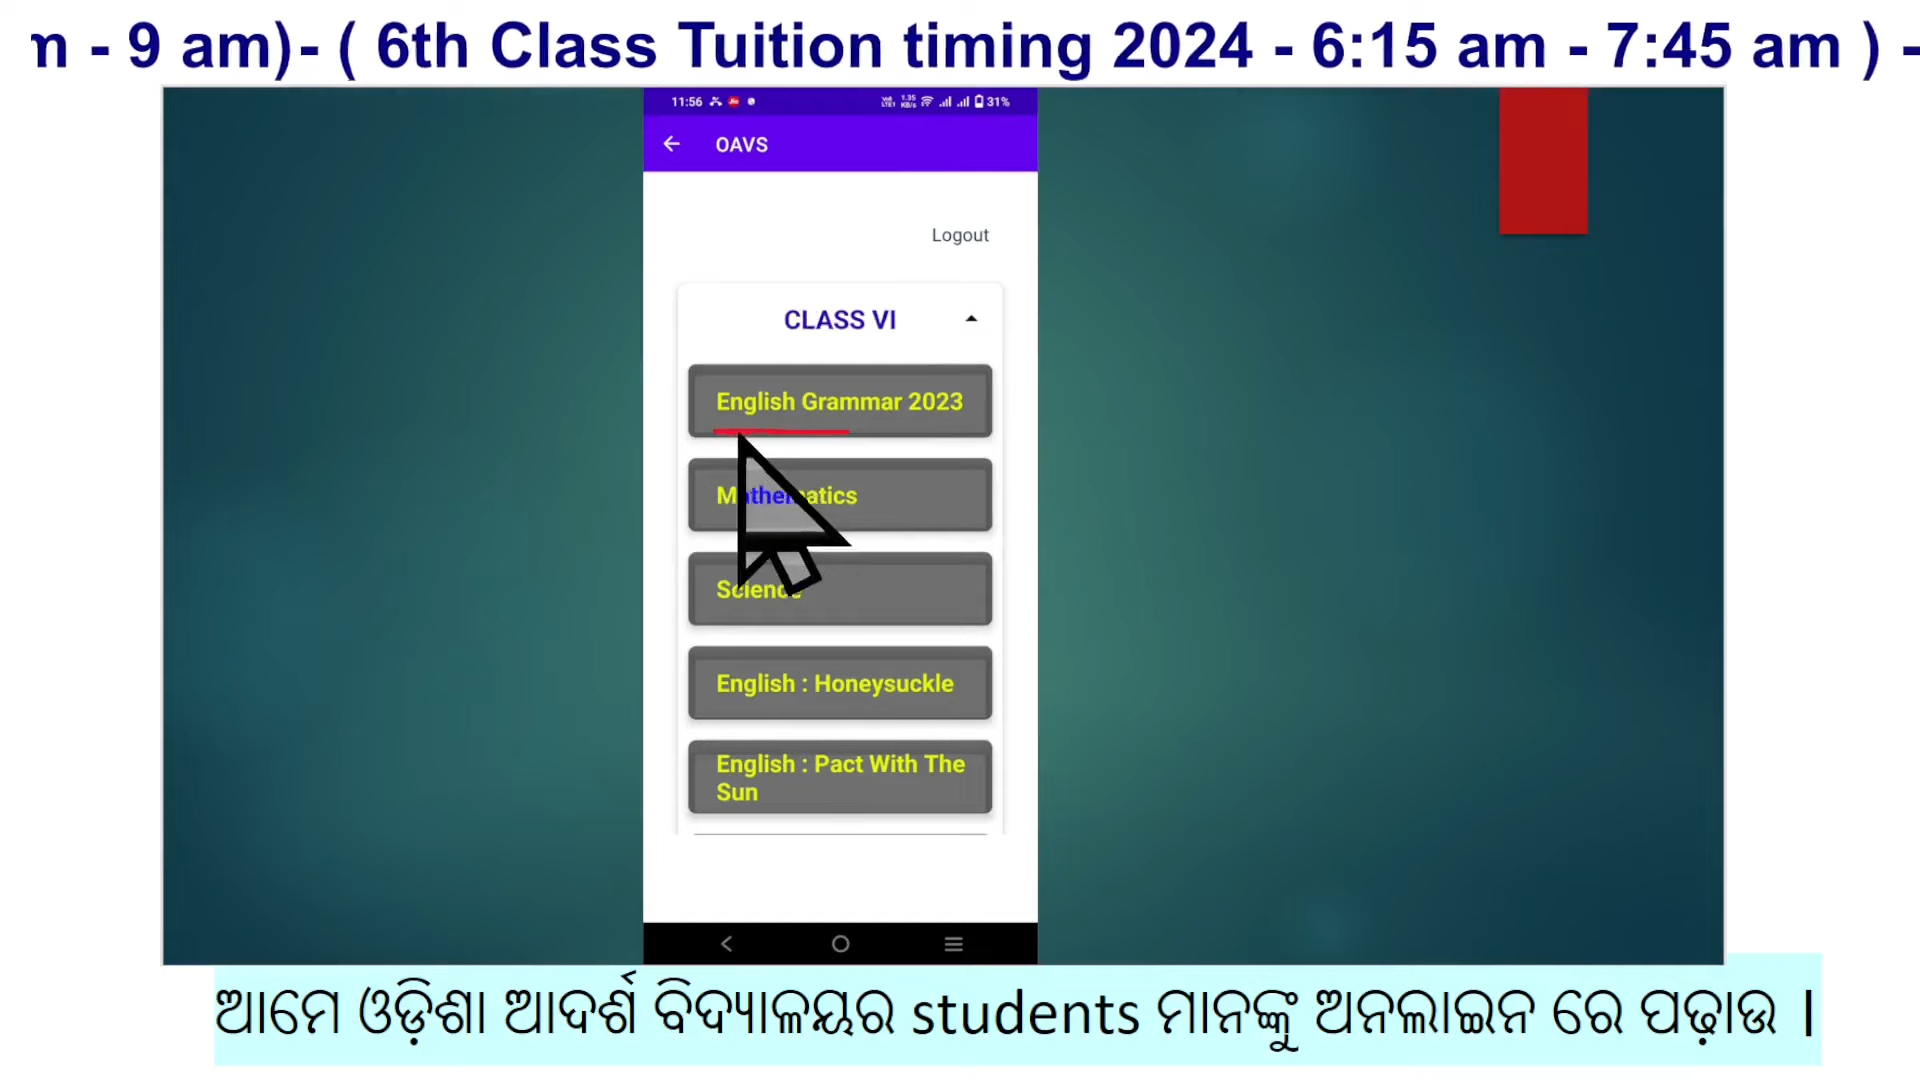 - 9 am)- ( 6th Class Tuition timing 2024 - 6:15 am - 7:45 am ) -
11:56 31%
OAVS
Logout
CLASS VI
English Grammar 2023
Mathematics
Science
English : Honeysuckle
English : Pact With The
Sun
ଆମେ ଓଡ଼ିଶା ଆଦର୍ଶ ବିଦ୍ୟାଳୟର students ମାନଙ୍କୁ ଅନଲାଇନ ରେ ପଢ଼ାଉ ।